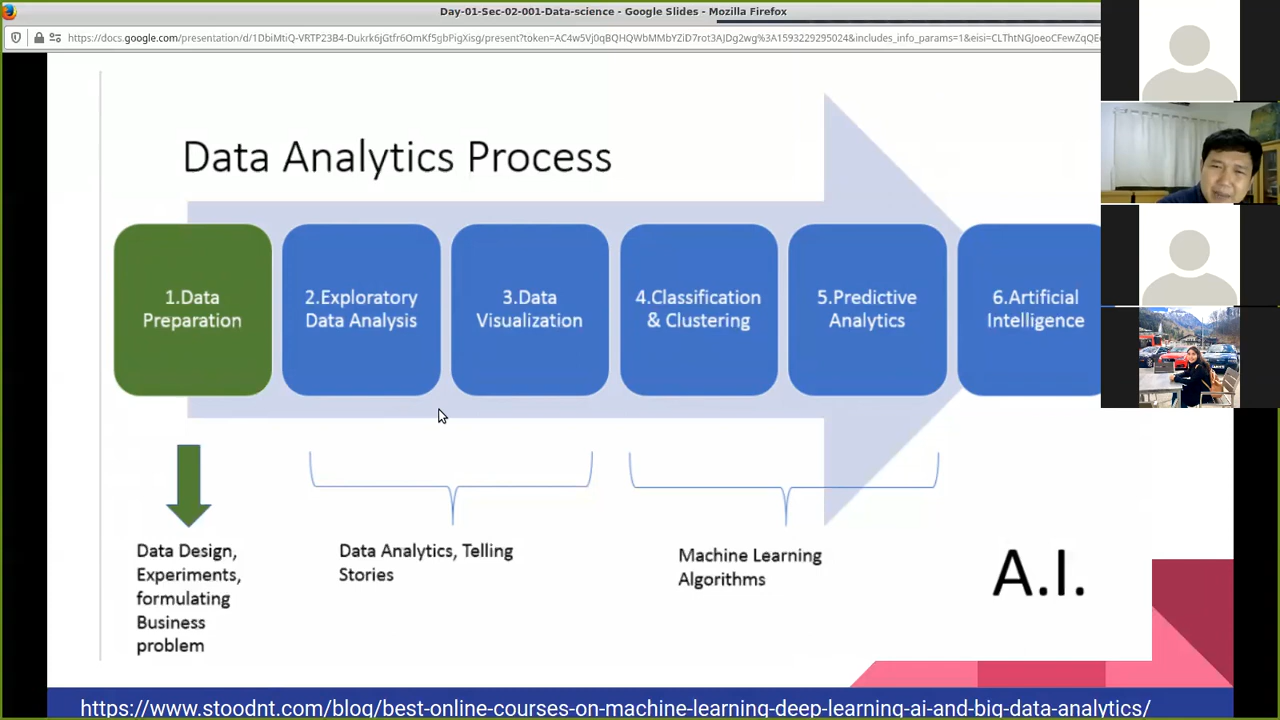 Day-01-Sec-02-001-Data-science - Google Slides - Mozilla Firefox
Data Analytics Process
1.Data
Preparation
2.Exploratory
Data Analysis
3.Data
Visualization
4.Classification
& Clustering
5.Predictive
Analytics
6.Artificial
Intelligence
Data Design,
Experiments,
formulating
Business
problem
Data Analytics, Telling
Stories
Machine Learning
Algorithms
A.I.
https://www.stoodnt.com/blog/best-online-courses-on-machine-learning-deep-learning-ai-and-big-data-analytics/